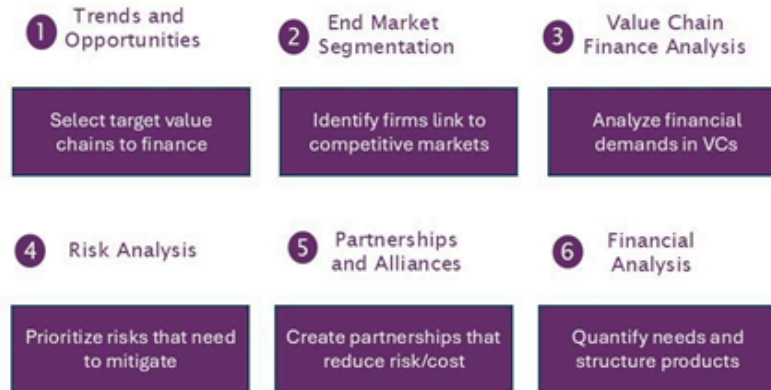 1 Trends and
Opportunities
2 End Market
Segmentation
3 Value Chain
Finance Analysis
Select target value
chains to finance
Identify firms link to
competitive markets
Analyze financial
demands in VCs
4 Risk Analysis
5 Partnerships
and Alliances
6 Financial
Analysis
Prioritize risks that need
to mitigate
Create partnerships that
reduce risk/cost
Quantify needs and
structure products